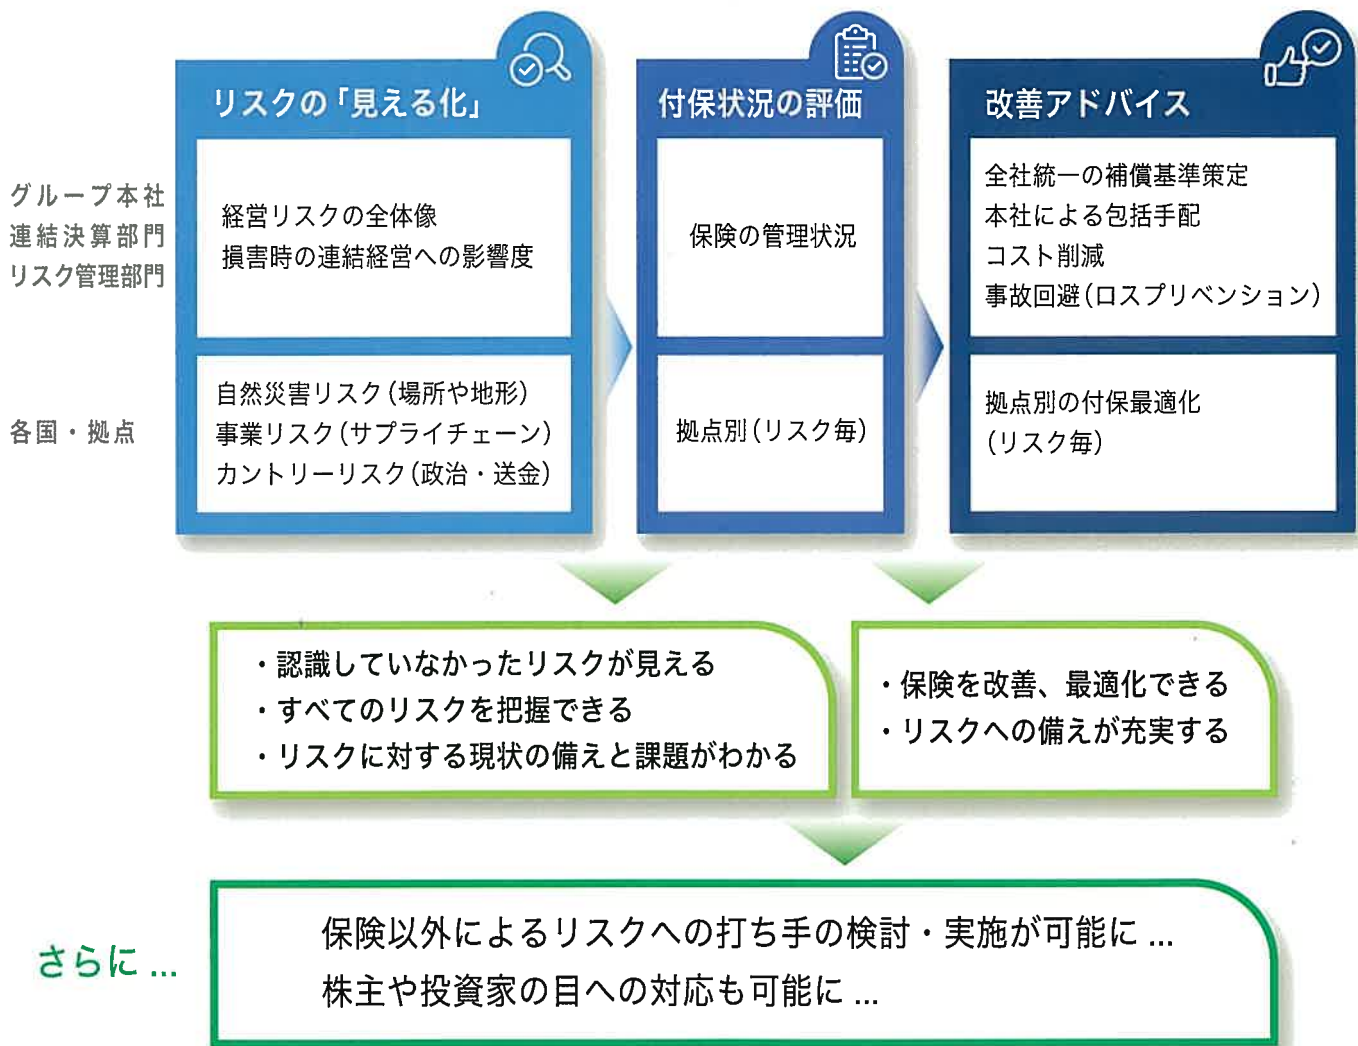 リスクの「見える化」
付保状況の評価
改善アドバイス
グループ本社
連結決算部門
リスク管理部門
経営リスクの全体像
損害時の連結経営への影響度
保険の管理状況
全社統一の補償基準策定
本社による包括手配
コスト削減
事故回避(ロスプリベンション)
各国・拠点
自然災害リスク(場所や地形)
事業リスク(サプライチェーン)
カントリーリスク(政治・送金)
拠点別(リスク毎)
拠点別の付保最適化
(リスク毎)
・認識していなかったリスクが見える
・すべてのリスクを把握できる
・リスクに対する現状の備えと課題がわかる
・保険を改善、最適化できる
・リスクへの備えが充実する
さらに...
保険以外によるリスクへの打ち手の検討・実施が可能に...
株主や投資家の目への対応も可能に...